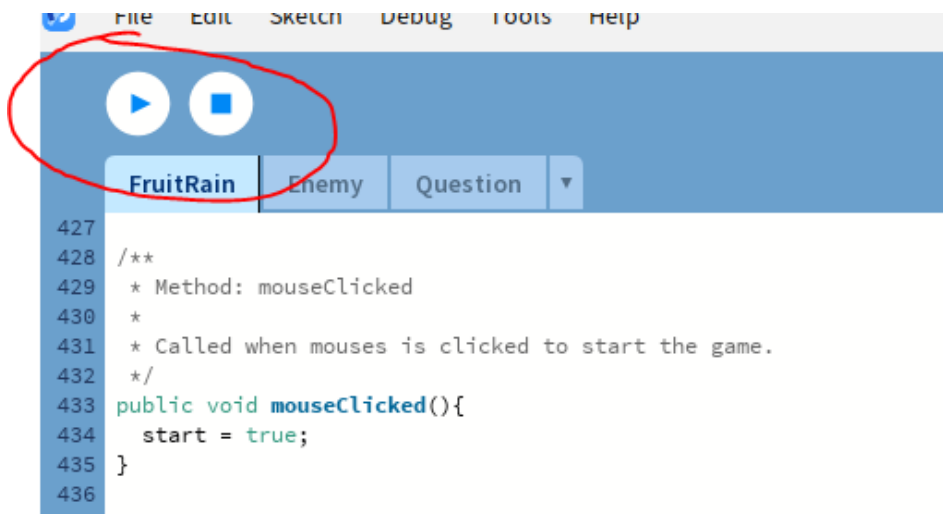 File Edit Sketch Debug Tools Help
FruitRain Enemy Question ▼
427
428 /**
429  * Method: mouseClicked
430  *
431  * Called when mouses is clicked to start the game.
432  */
433 public void mouseClicked(){
434   start = true;
435 }
436